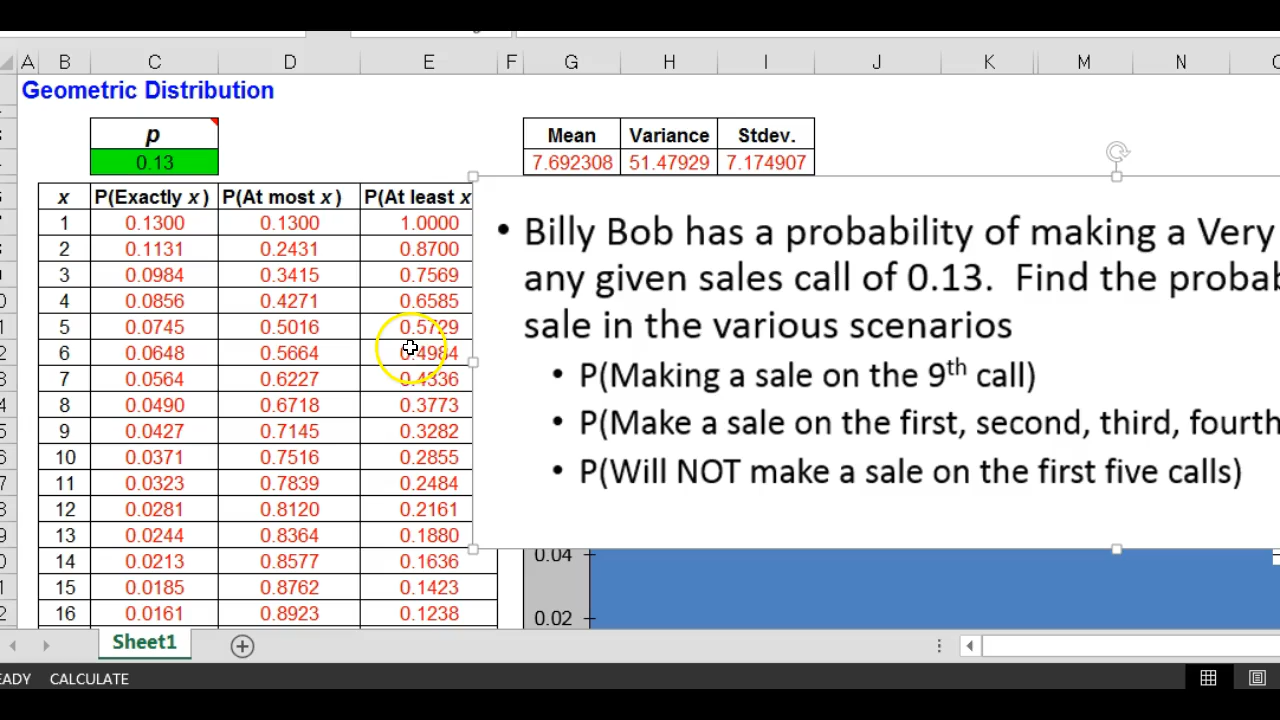 A B C D E F G H I J K L M N
Geometric Distribution
p
0.13
Mean Variance Stdev.
7.692308 51.47929 7.174907
x P(Exactly x) P(At most x) P(At least x
1 0.1300 0.1300 1.0000
2 0.1131 0.2431 0.8700
3 0.0984 0.3415 0.7569
4 0.0856 0.4271 0.6585
5 0.0745 0.5016 0.5729
6 0.0648 0.5664 0.4984
7 0.0564 0.6227 0.4336
8 0.0490 0.6718 0.3773
9 0.0427 0.7145 0.3282
10 0.0371 0.7516 0.2855
11 0.0323 0.7839 0.2484
12 0.0281 0.8120 0.2161
13 0.0244 0.8364 0.1880
14 0.0213 0.8577 0.1636
15 0.0185 0.8762 0.1423
16 0.0161 0.8923 0.1238
• Billy Bob has a probability of making a Very
any given sales call of 0.13. Find the probab
sale in the various scenarios
• P(Making a sale on the 9th call)
• P(Make a sale on the first, second, third, fourth
• P(Will NOT make a sale on the first five calls)
0.04
0.02
Sheet1
EADY CALCULATE